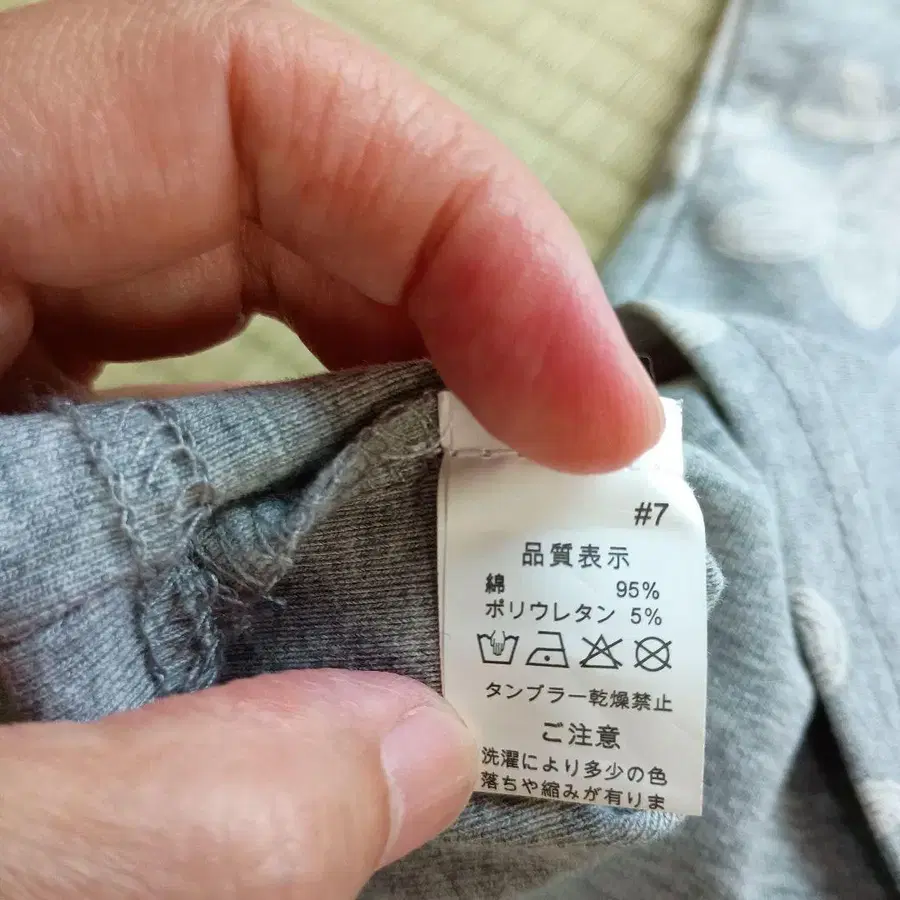 #7
品質表示
綿 95%
ポリウレタン 5%
タンブラー乾燥禁止
ご注意
洗濯により多少の色
落ちや縮みが有りま